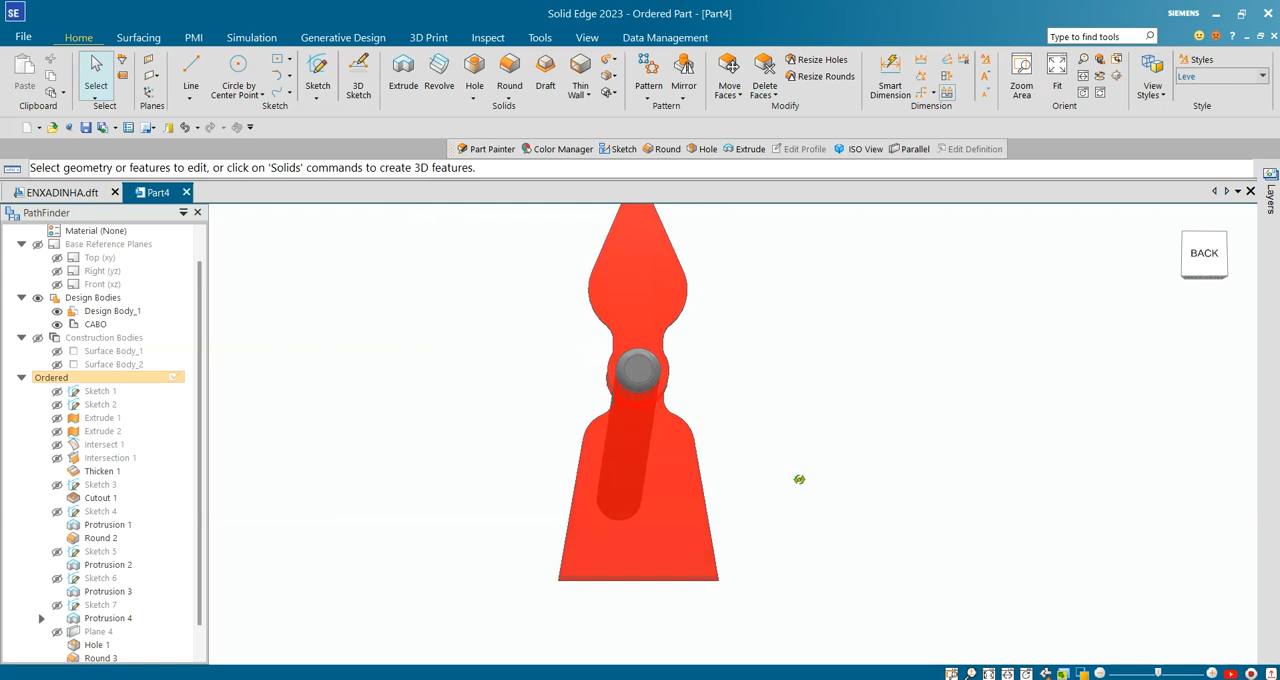 SE
Solid Edge 2023 - Ordered Part - [Part4]
SIEMENS
File Home Surfacing PMI Simulation Generative Design 3D Print Inspect Tools View Data Management
Type to find tools
Paste
Clipboard
Select
Select
Planes
Line
Circle by Center Point
Sketch
Sketch
3D Sketch
Extrude
Revolve
Hole
Round
Draft
Thin Wall
Solids
Pattern
Mirror
Pattern
Move Faces
Delete Faces
Resize Holes
Resize Rounds
Modify
Smart Dimension
Dimension
Zoom Area
Fit
Orient
View Styles
Styles
Leve
Style
Part Painter Color Manager Sketch Round Hole Extrude Edit Profile ISO View Parallel Edit Definition
Select geometry or features to edit, or click on 'Solids' commands to create 3D features.
ENXADINHA.dft
Part4
Layers
PathFinder
Material (None)
Base Reference Planes
Top (xy)
Right (yz)
Front (xz)
Design Bodies
Design Body_1
CABO
Construction Bodies
Surface Body_1
Surface Body_2
Ordered
Sketch 1
Sketch 2
Extrude 1
Extrude 2
Intersect 1
Intersection 1
Thicken 1
Sketch 3
Cutout 1
Sketch 4
Protrusion 1
Round 2
Sketch 5
Protrusion 2
Sketch 6
Protrusion 3
Sketch 7
Protrusion 4
Plane 4
Hole 1
Round 3
BACK